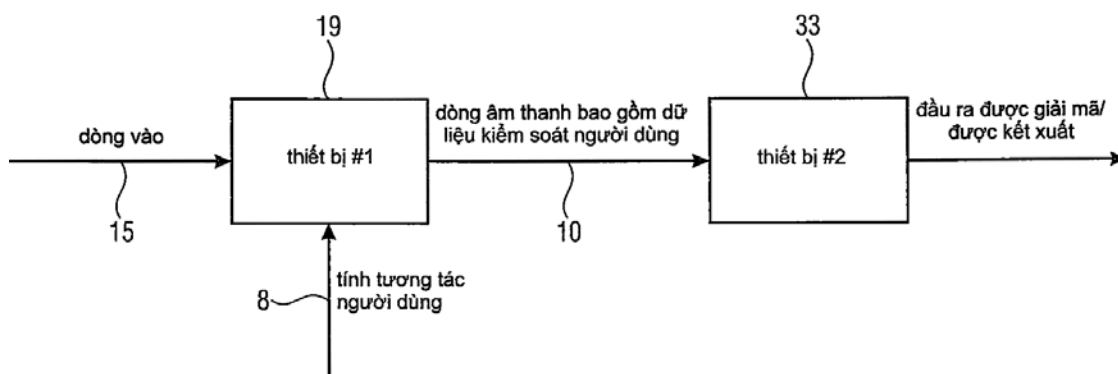 19
33
dòng vào
thiết bị #1
dòng âm thanh bao gồm dữ
liệu kiểm soát người dùng
thiết bị #2
đầu ra được giải mã/
được kết xuất
15
10
8
tính tương tác
người dùng